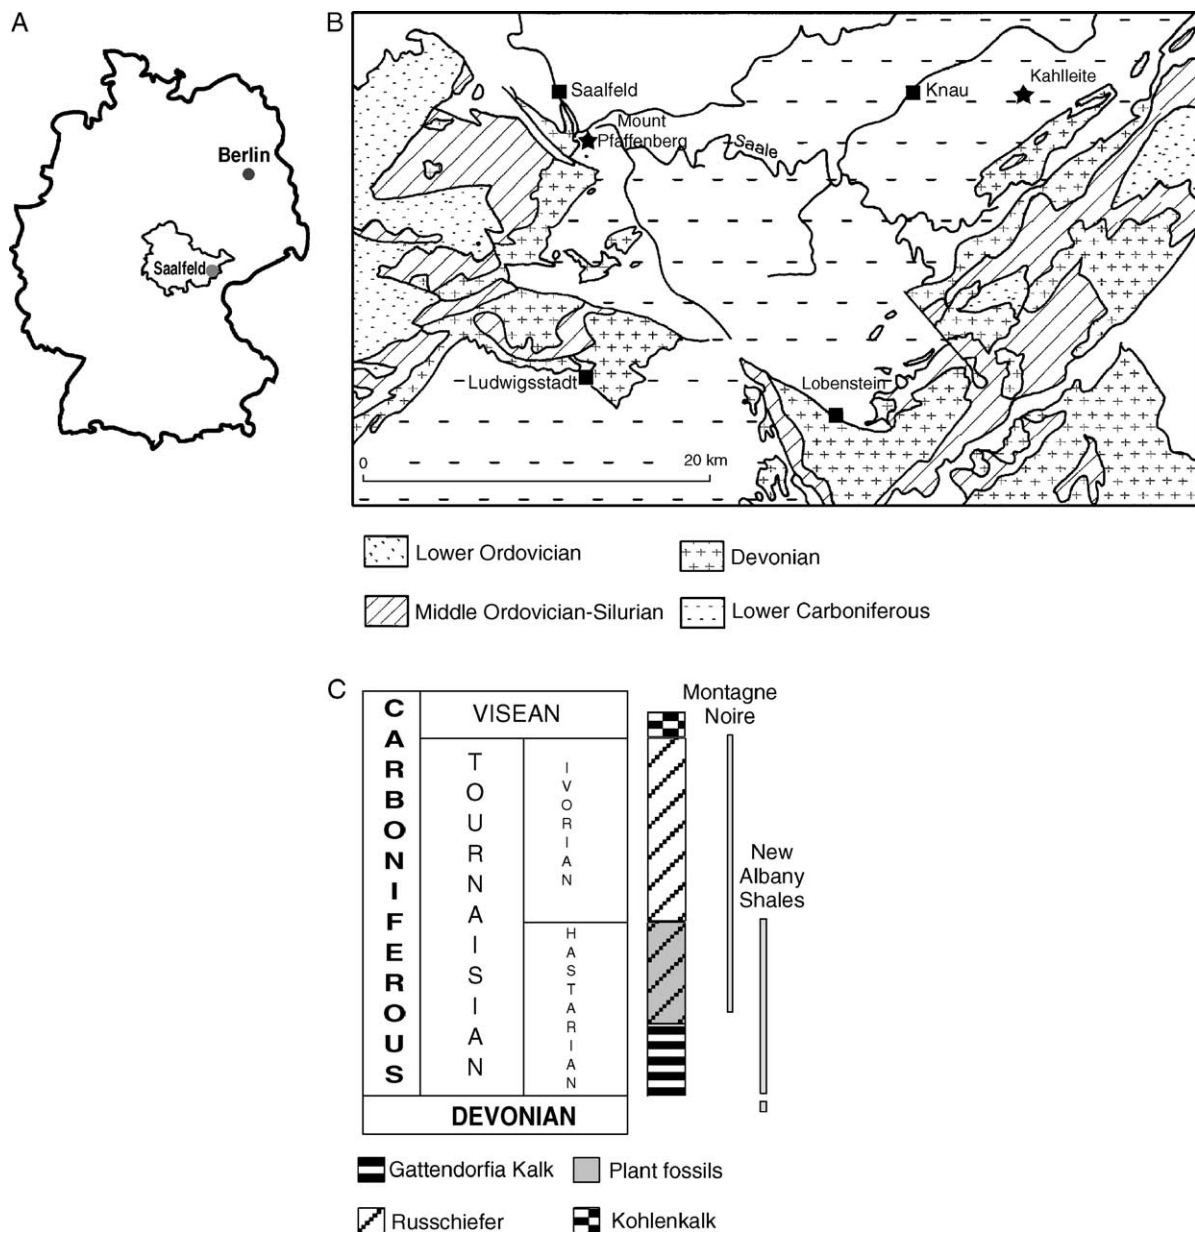 A
Berlin
Saalfeld
B
Saalfeld
Mount
Pfaffenberg
Saale
Knau
Kahlleite
Ludwigsstadt
Lobenstein
0
20 km
Lower Ordovician
Devonian
Middle Ordovician-Silurian
Lower Carboniferous
C
CARBONIFEROUS
VISEAN
TOURNAISIAN
IVORIAN
HASTARIAN
DEVONIAN
Montagne
Noire
New
Albany
Shales
Gattendorfia Kalk
Plant fossils
Russchiefer
Kohlenkalk